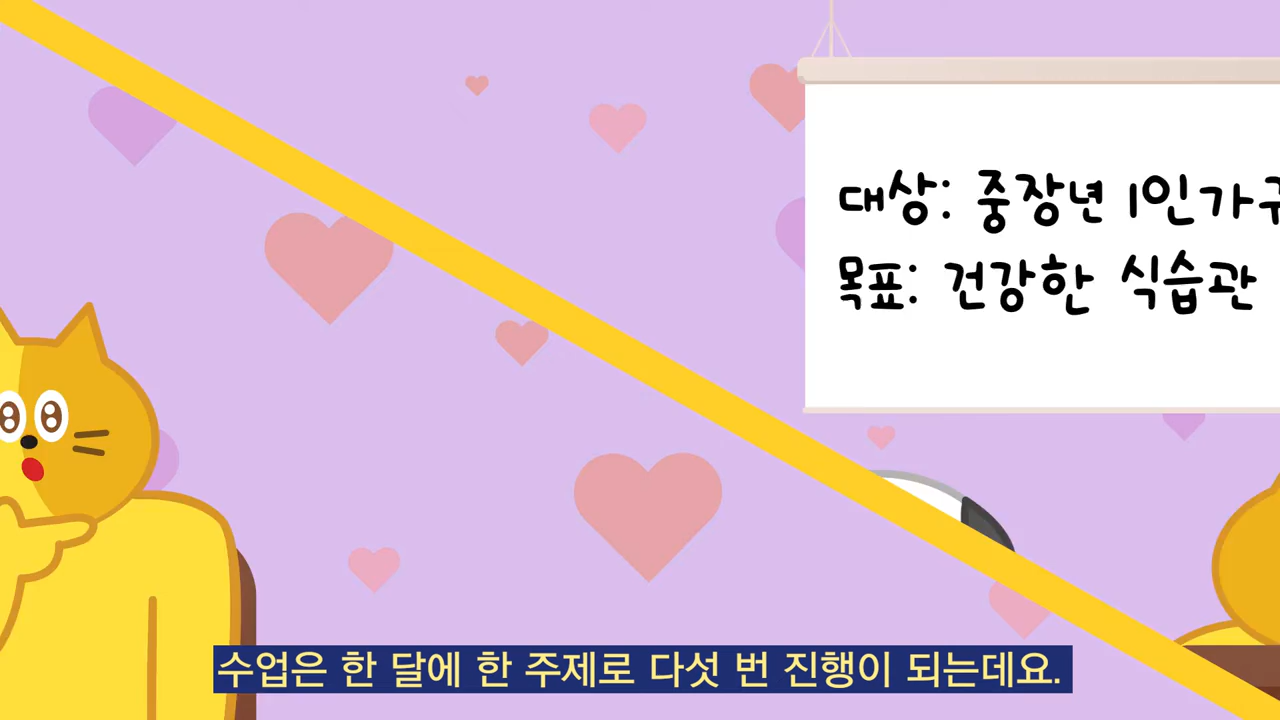 대상: 중장년 1인가구
목표: 건강한 식습관
수업은 한 달에 한 주제로 다섯 번 진행이 되는데요.